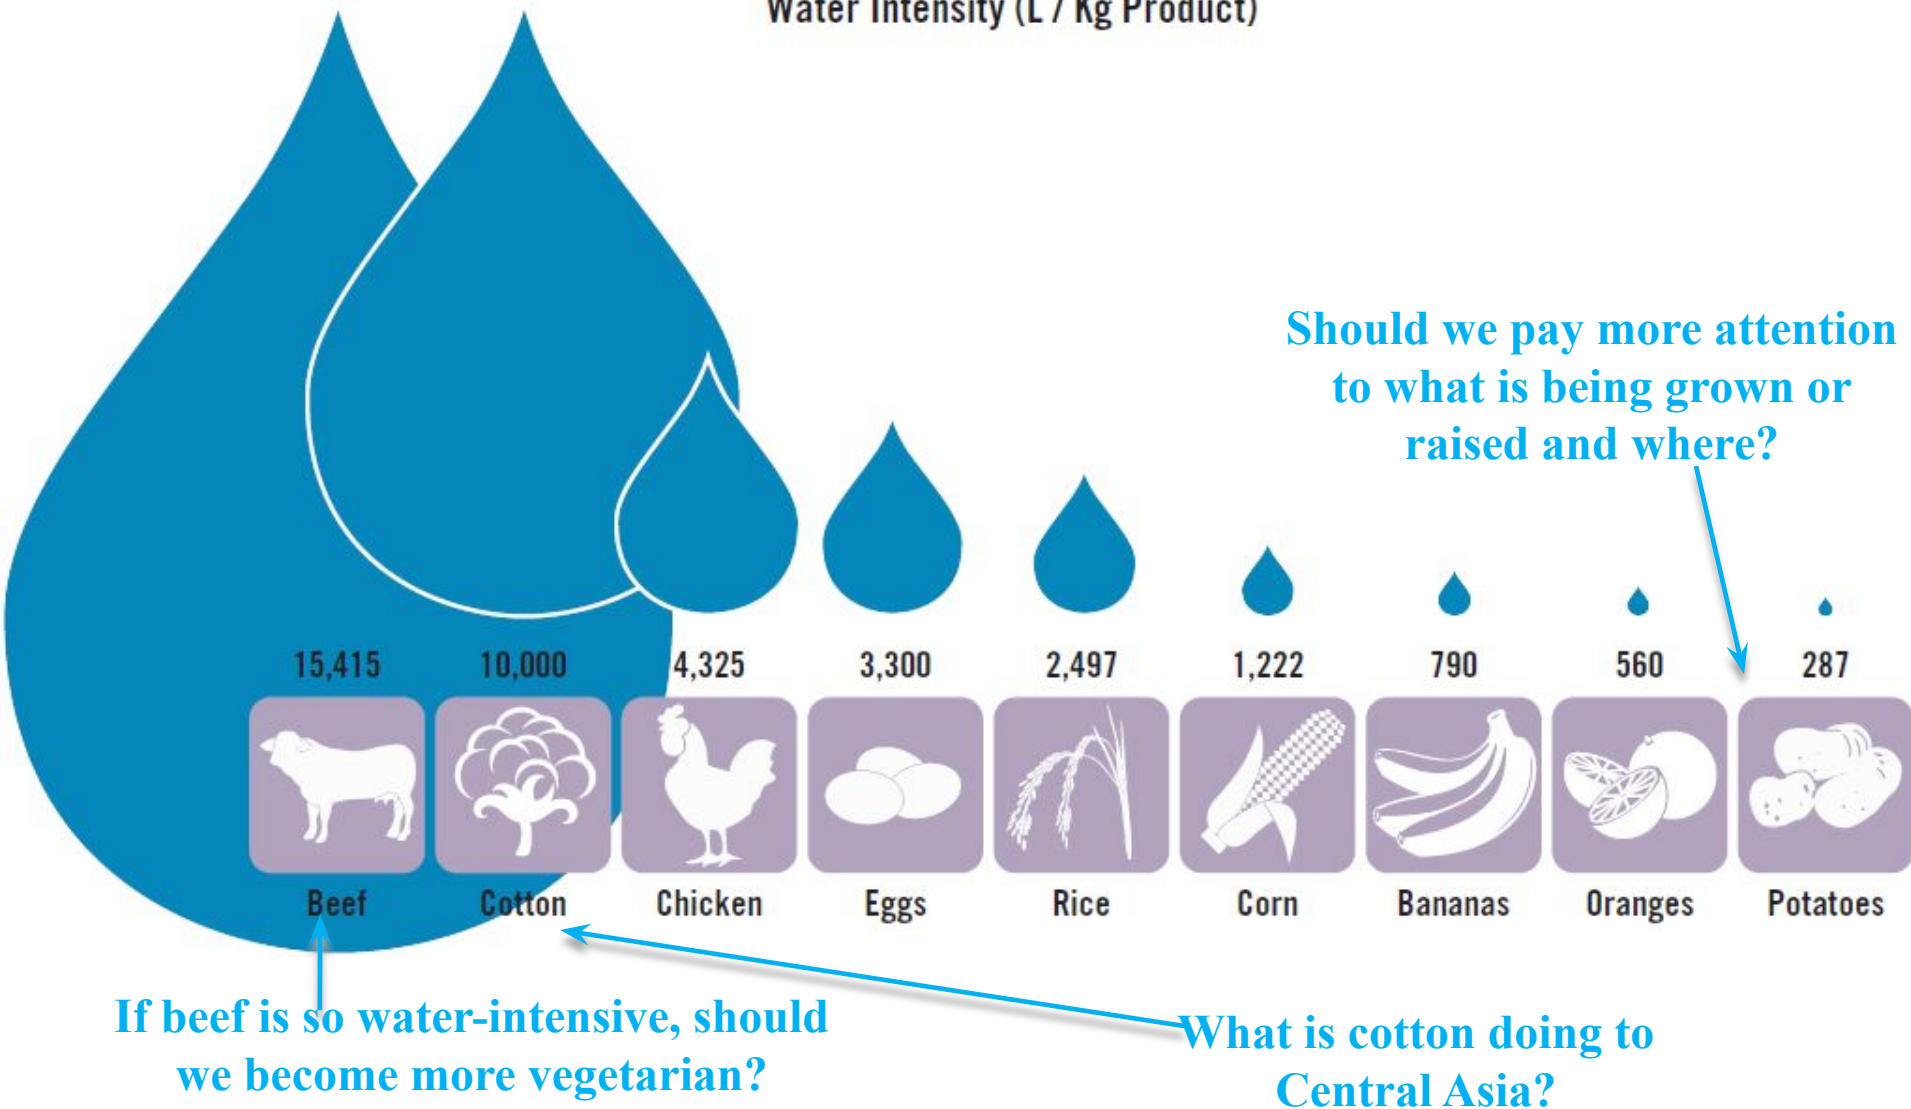 Water Intensity (L / Kg Product)
Should we pay more attention
to what is being grown or
raised and where?
15,415 10,000 4,325 3,300 2,497 1,222 790 560 287
Beef Cotton Chicken Eggs Rice Corn Bananas Oranges Potatoes
If beef is so water-intensive, should
we become more vegetarian?
What is cotton doing to
Central Asia?